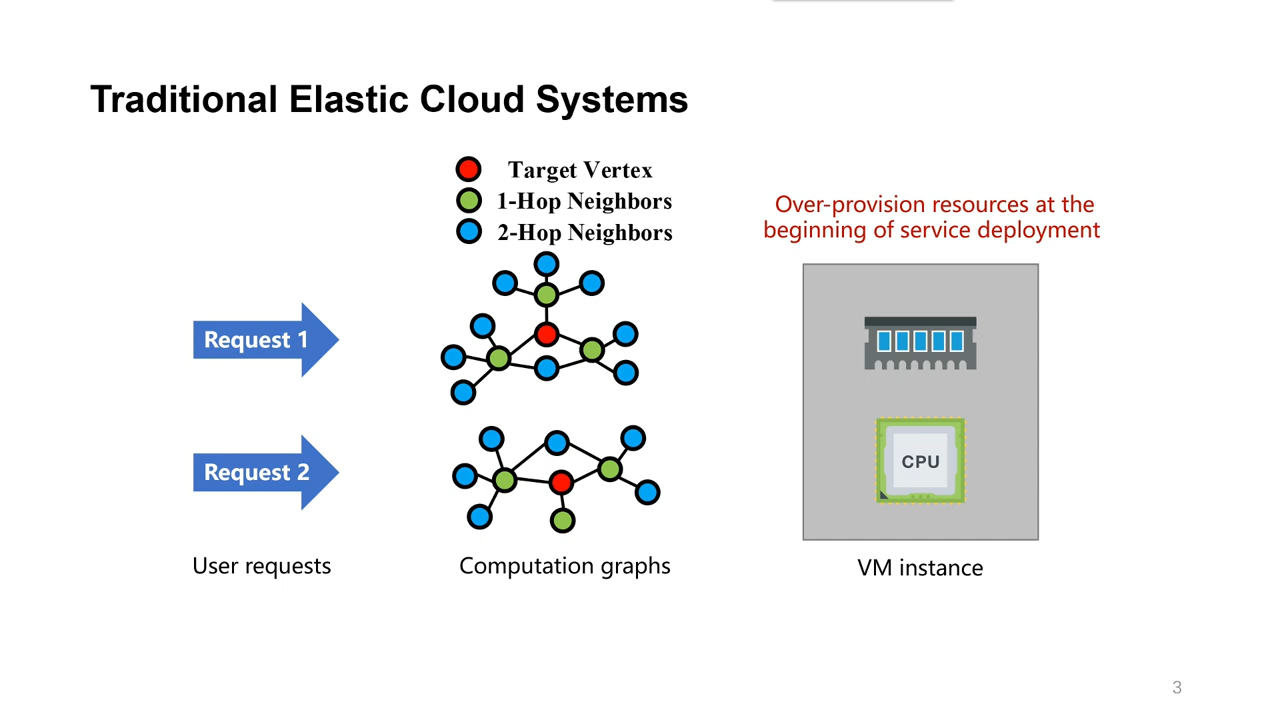 Traditional Elastic Cloud Systems
Target Vertex
1-Hop Neighbors
2-Hop Neighbors
Over-provision resources at the
beginning of service deployment
Request 1
Request 2
CPU
User requests
Computation graphs
VM instance
3